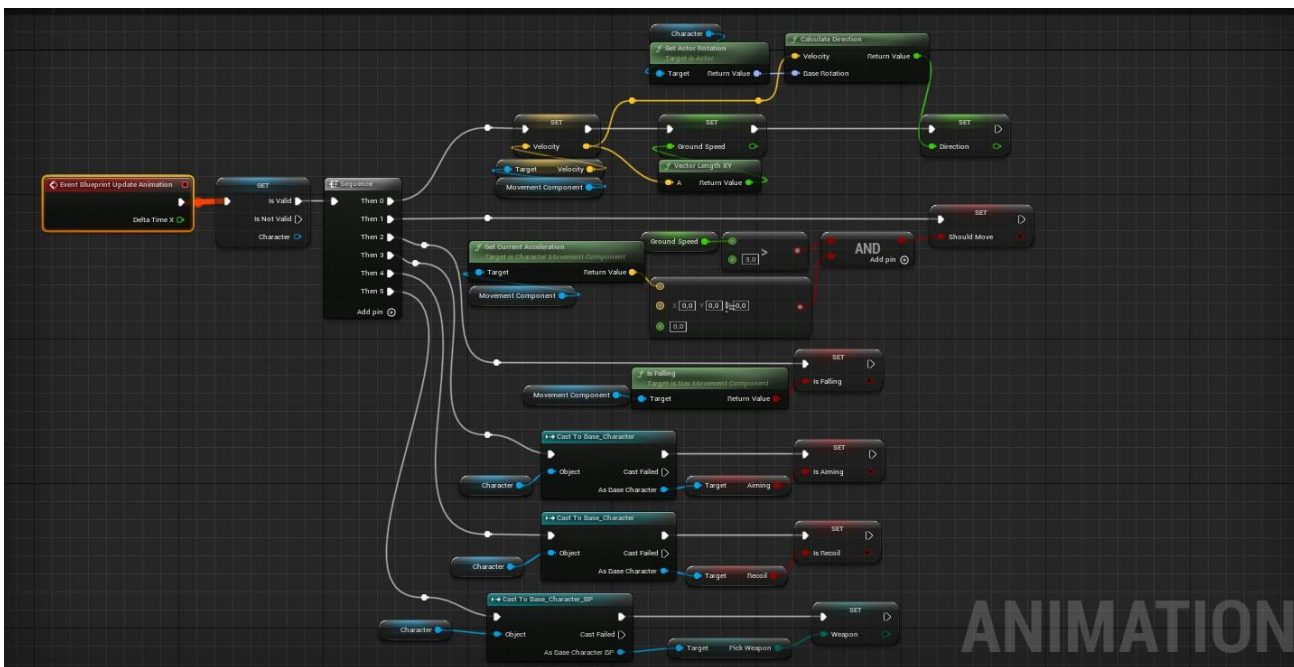 Character
f Get Actor Rotation
Target is Actor
Target Return Value
f Calculate Direction
Velocity Return Value
Base Rotation
SET
Velocity
Target Velocity
Movement Component
SET
Ground Speed
f Vector Length XY
A Return Value
SET
Direction
Event Blueprint Update Animation
Delta Time X
GET
Is Valid
Is Not Valid
Character
Sequence
Then 0
Then 1
Then 2
Then 3
Then 4
Then 5
Add pin
SET
Should Move
f Get Current Acceleration
Target is Character Movement Component
Target Return Value
Movement Component
Ground Speed
3,0
>
AND
Add pin
X 0,0 Y 0,0 0,0
0,0
SET
Is Falling
f Is Falling
Target is Nav Movement Component
Movement Component
Target Return Value
Cast To Base_Character
Object Cast Failed
As Base Character
Character
Target Aiming
SET
Is Aiming
Cast To Base_Character
Object Cast Failed
As Base Character
Character
Target Recoil
SET
Is Recoil
Cast To Base_Character_BP
Object Cast Failed
As Base Character BP
Character
Target Pick Weapon
SET
Weapon
ANIMATION